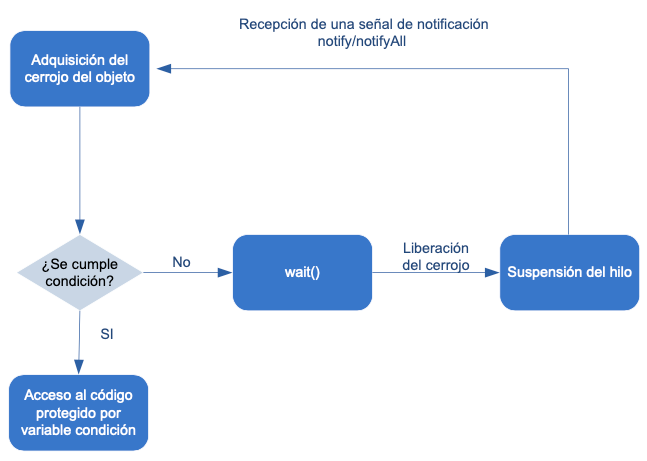 Recepción de una señal de notificación
notify/notifyAll
Adquisición del
cerrojo del objeto
¿Se cumple
condición?
No
wait()
Liberación
del cerrojo
Suspensión del hilo
SI
Acceso al código
protegido por
variable condición